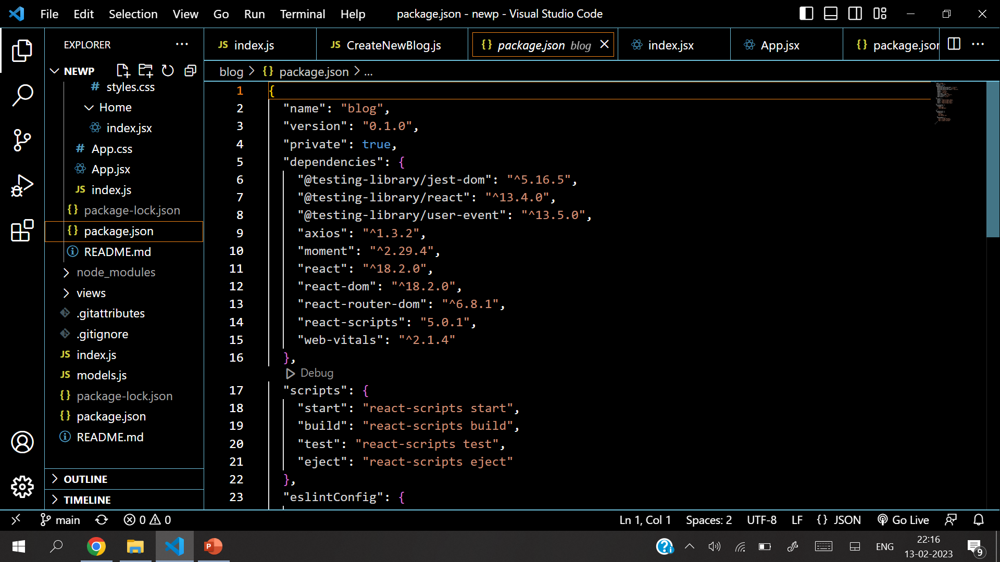 File Edit Selection View Go Run Terminal Help
package.json - newp - Visual Studio Code
EXPLORER
NEWP
# styles.css
Home
index.jsx
# App.css
App.jsx
JS index.js
{} package-lock.json
{} package.json
README.md
node_modules
views
.gitattributes
.gitignore
JS index.js
JS models.js
{} package-lock.json
{} package.json
README.md
OUTLINE
TIMELINE
JS index.js
JS CreateNewBlog.js
{} package.json blog
index.jsx
App.jsx
{} package.json
blog > {} package.json > ...
1 {
2 "name": "blog",
3 "version": "0.1.0",
4 "private": true,
5 "dependencies": {
6 "@testing-library/jest-dom": "^5.16.5",
7 "@testing-library/react": "^13.4.0",
8 "@testing-library/user-event": "^13.5.0",
9 "axios": "^1.3.2",
10 "moment": "^2.29.4",
11 "react": "^18.2.0",
12 "react-dom": "^18.2.0",
13 "react-router-dom": "^6.8.1",
14 "react-scripts": "5.0.1",
15 "web-vitals": "^2.1.4"
16 },
Debug
17 "scripts": {
18 "start": "react-scripts start",
19 "build": "react-scripts build",
20 "test": "react-scripts test",
21 "eject": "react-scripts eject"
22 },
23 "eslintConfig": {
main
0 0
Ln 1, Col 1 Spaces: 2 UTF-8 LF {} JSON Go Live
ENG
22:16
13-02-2023
9